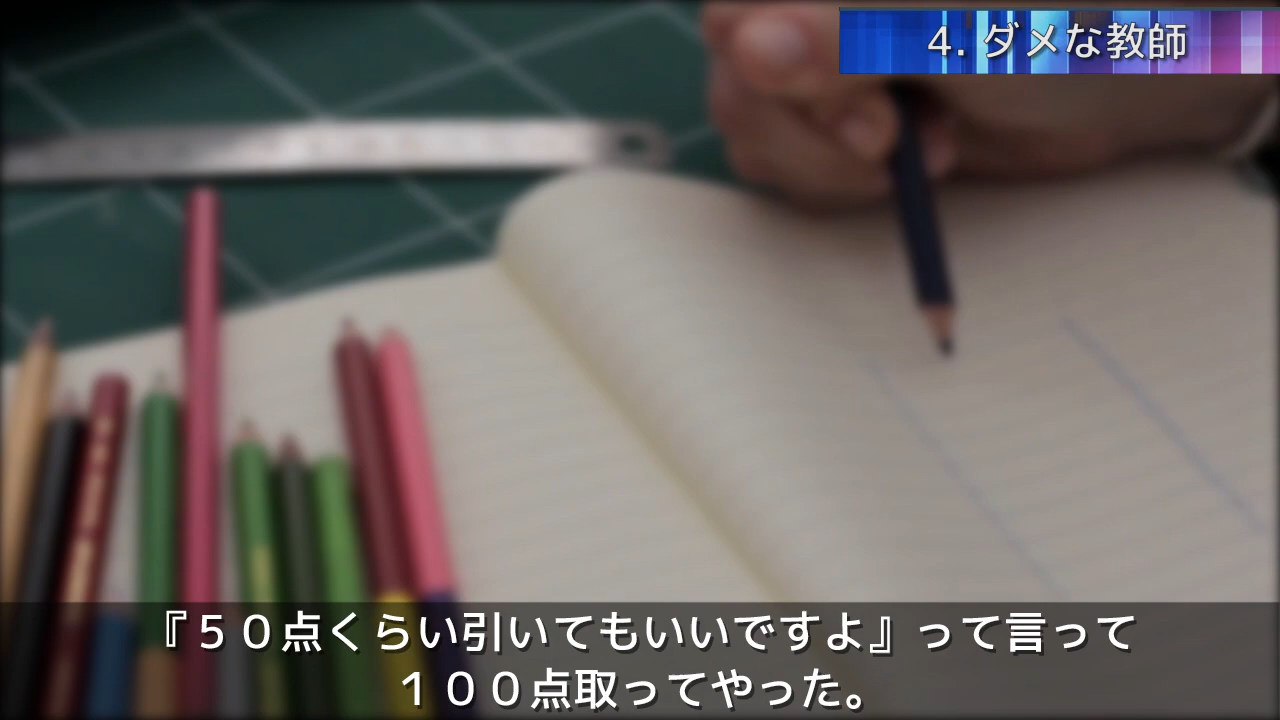 4. ダメな教師
『５０点くらい引いてもいいですよ』って言って
１００点取ってやった。